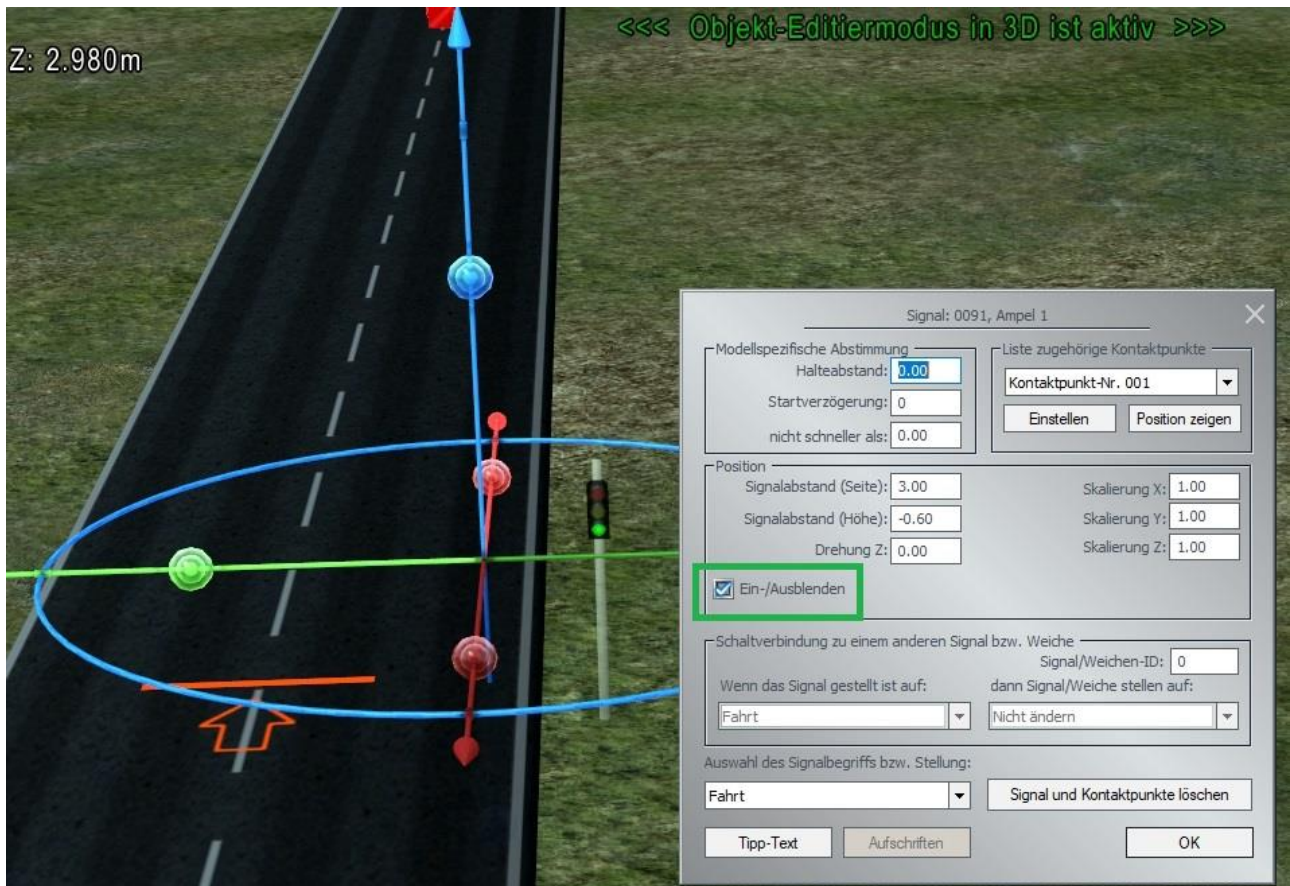 <<< Objekt-Editiermodus in 3D ist aktiv >>>
Z: 2.980m
Signal: 0091, Ampel 1
Modellspezifische Abstimmung
Halteabstand: 0.00
Startverzögerung: 0
nicht schneller als: 0.00
Liste zugehörige Kontaktpunkte
Kontaktpunkt-Nr. 001
Einstellen Position zeigen
Position
Signalabstand (Seite): 3.00 Skalierung X: 1.00
Signalabstand (Höhe): -0.60 Skalierung Y: 1.00
Drehung Z: 0.00 Skalierung Z: 1.00
Ein-/Ausblenden
Schaltverbindung zu einem anderen Signal bzw. Weiche
Signal/Weichen-ID: 0
Wenn das Signal gestellt ist auf: dann Signal/Weiche stellen auf:
Fahrt Nicht ändern
Auswahl des Signalbegriffs bzw. Stellung:
Fahrt Signal und Kontaktpunkte löschen
Tipp-Text Aufschriften OK